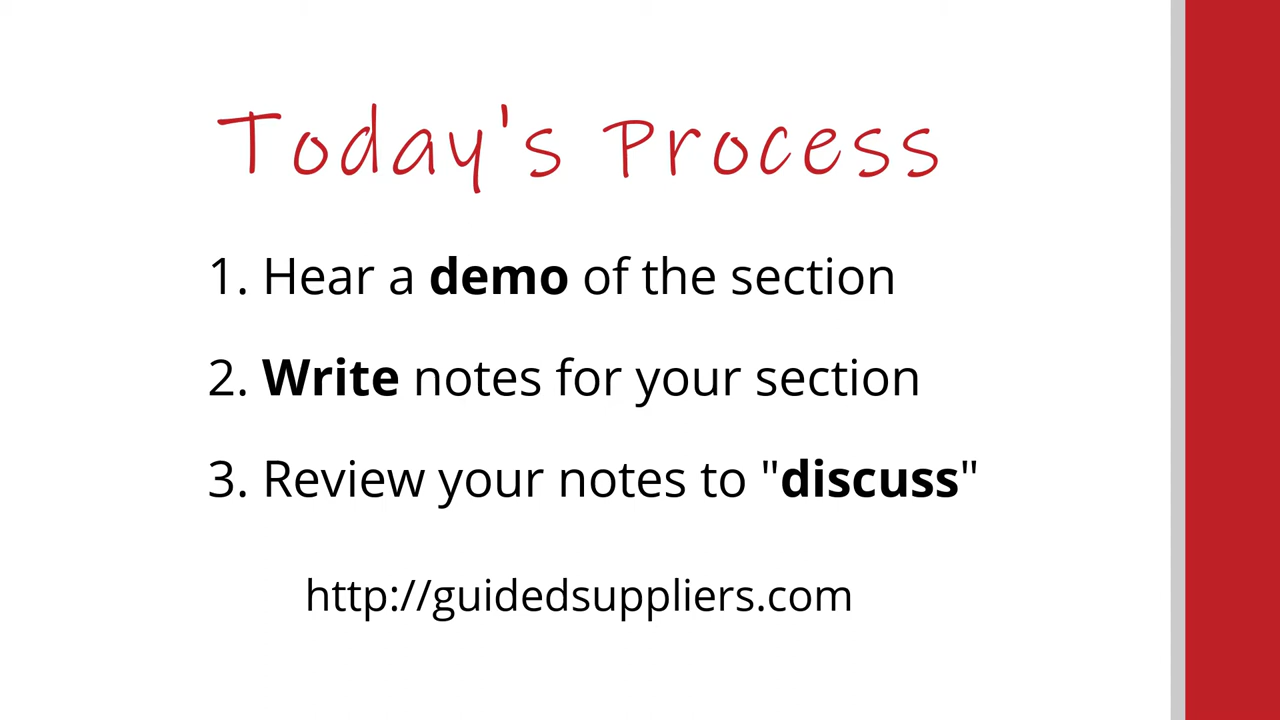 Today's Process
1. Hear a demo of the section
2. Write notes for your section
3. Review your notes to "discuss"
http://guidedsuppliers.com